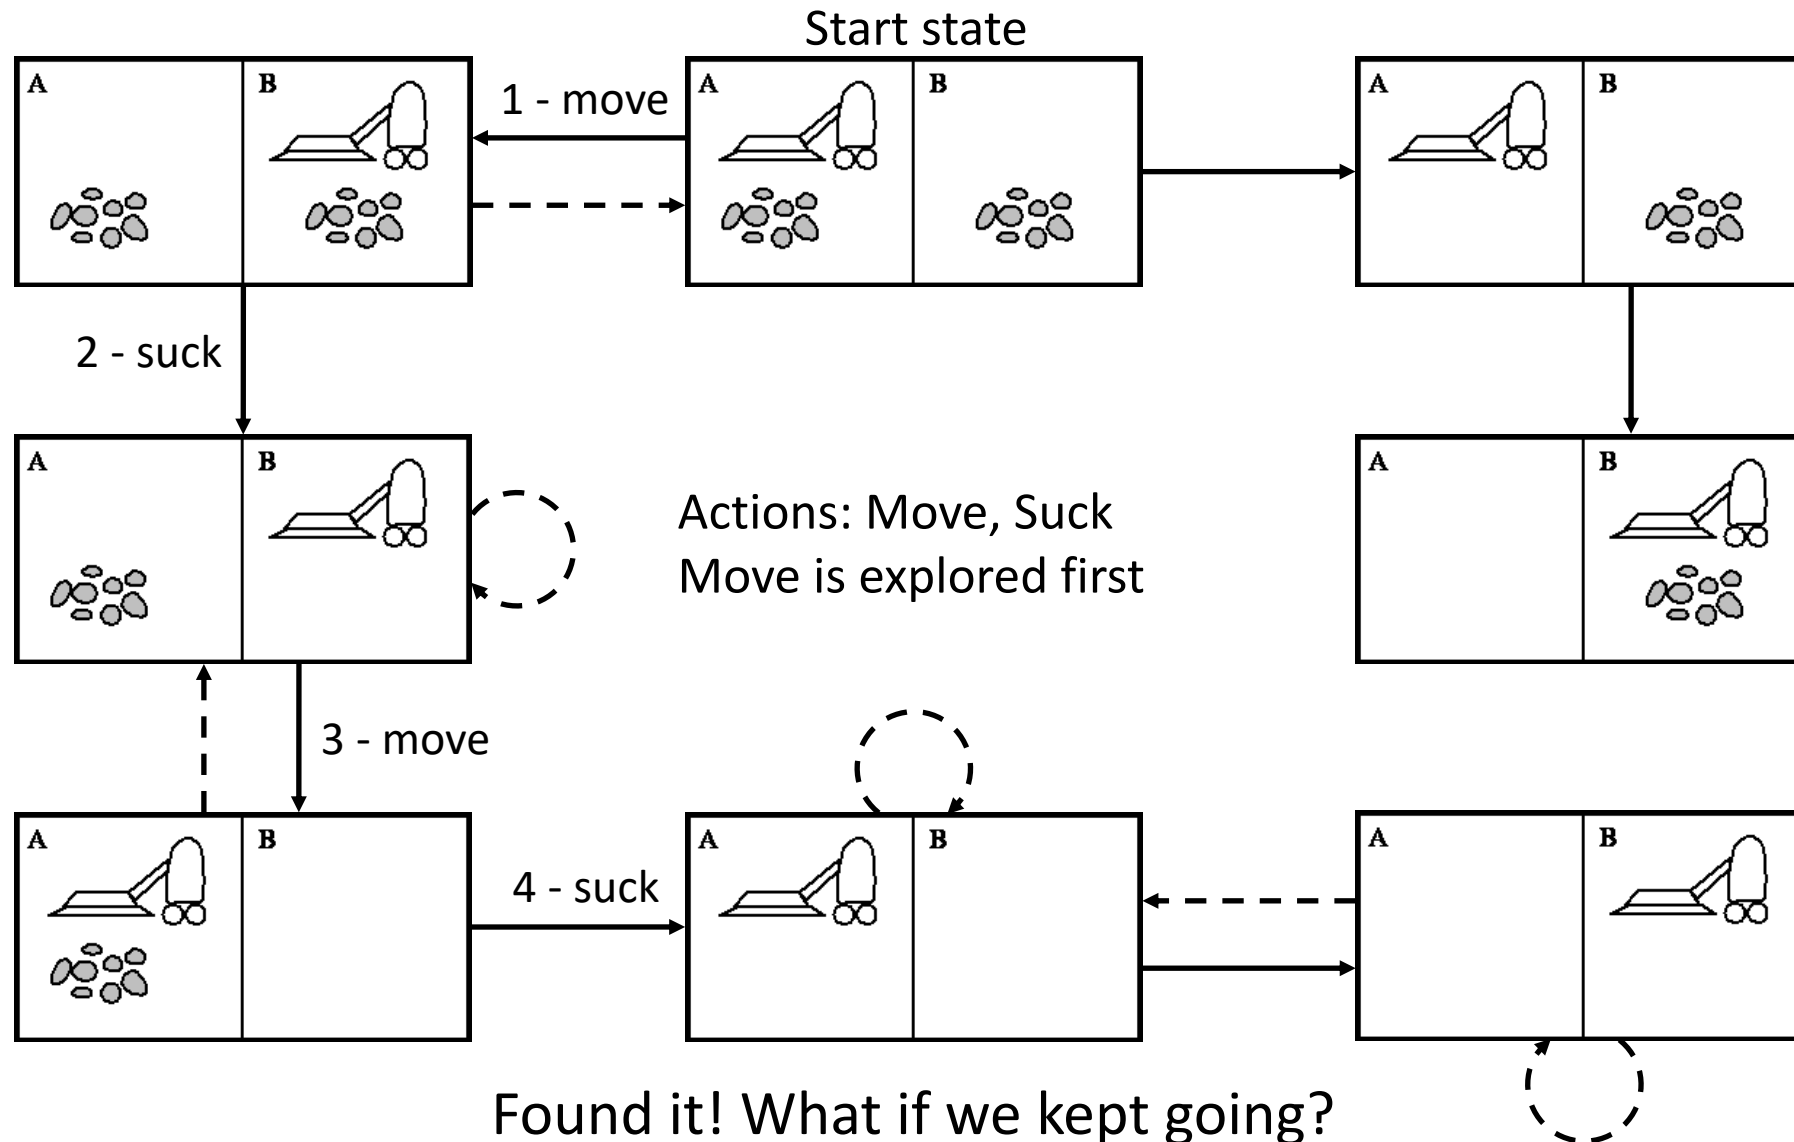 Start state
A
B
1 - move
A
B
A
B
2 - suck
A
B
Actions: Move, Suck
Move is explored first
A
B
3 - move
A
B
4 - suck
A
B
A
B
Found it! What if we kept going?